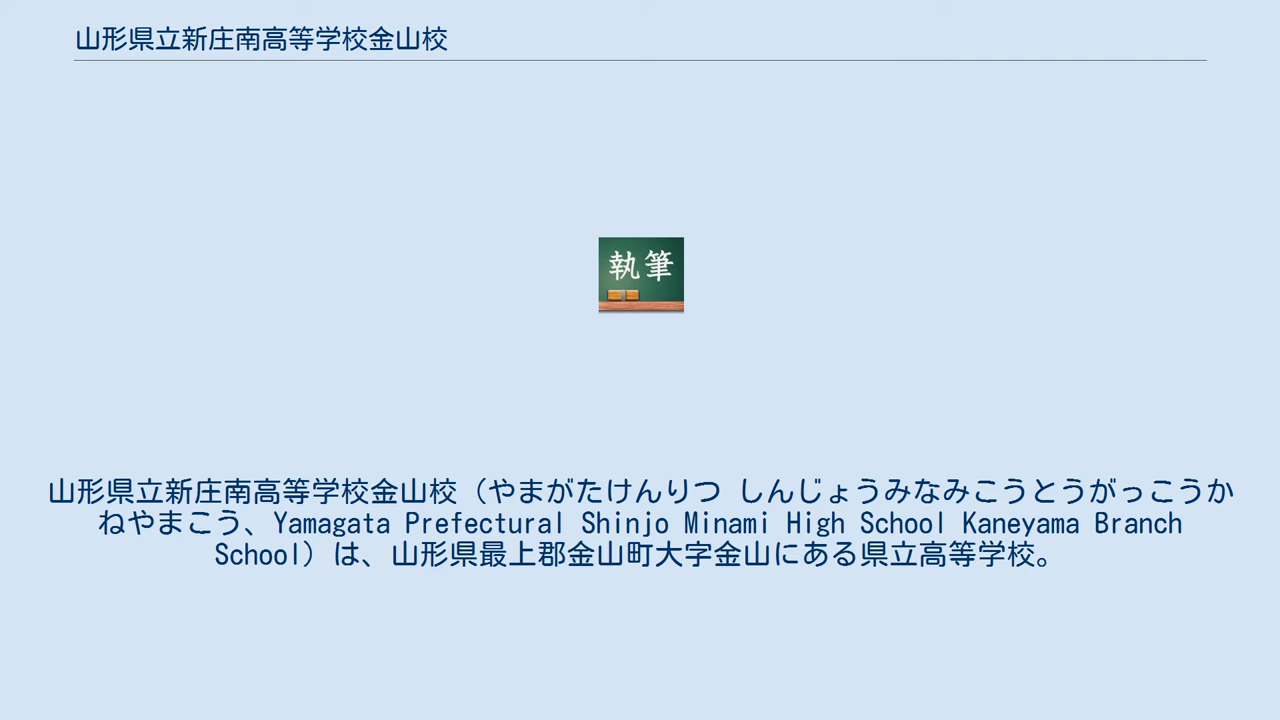 山形県立新庄南高等学校金山校
執筆
山形県立新庄南高等学校金山校（やまがたけんりつ しんじょうみなみこうとうがっこうか
ねやまこう、Yamagata Prefectural Shinjo Minami High School Kaneyama Branch
School）は、山形県最上郡金山町大字金山にある県立高等学校。